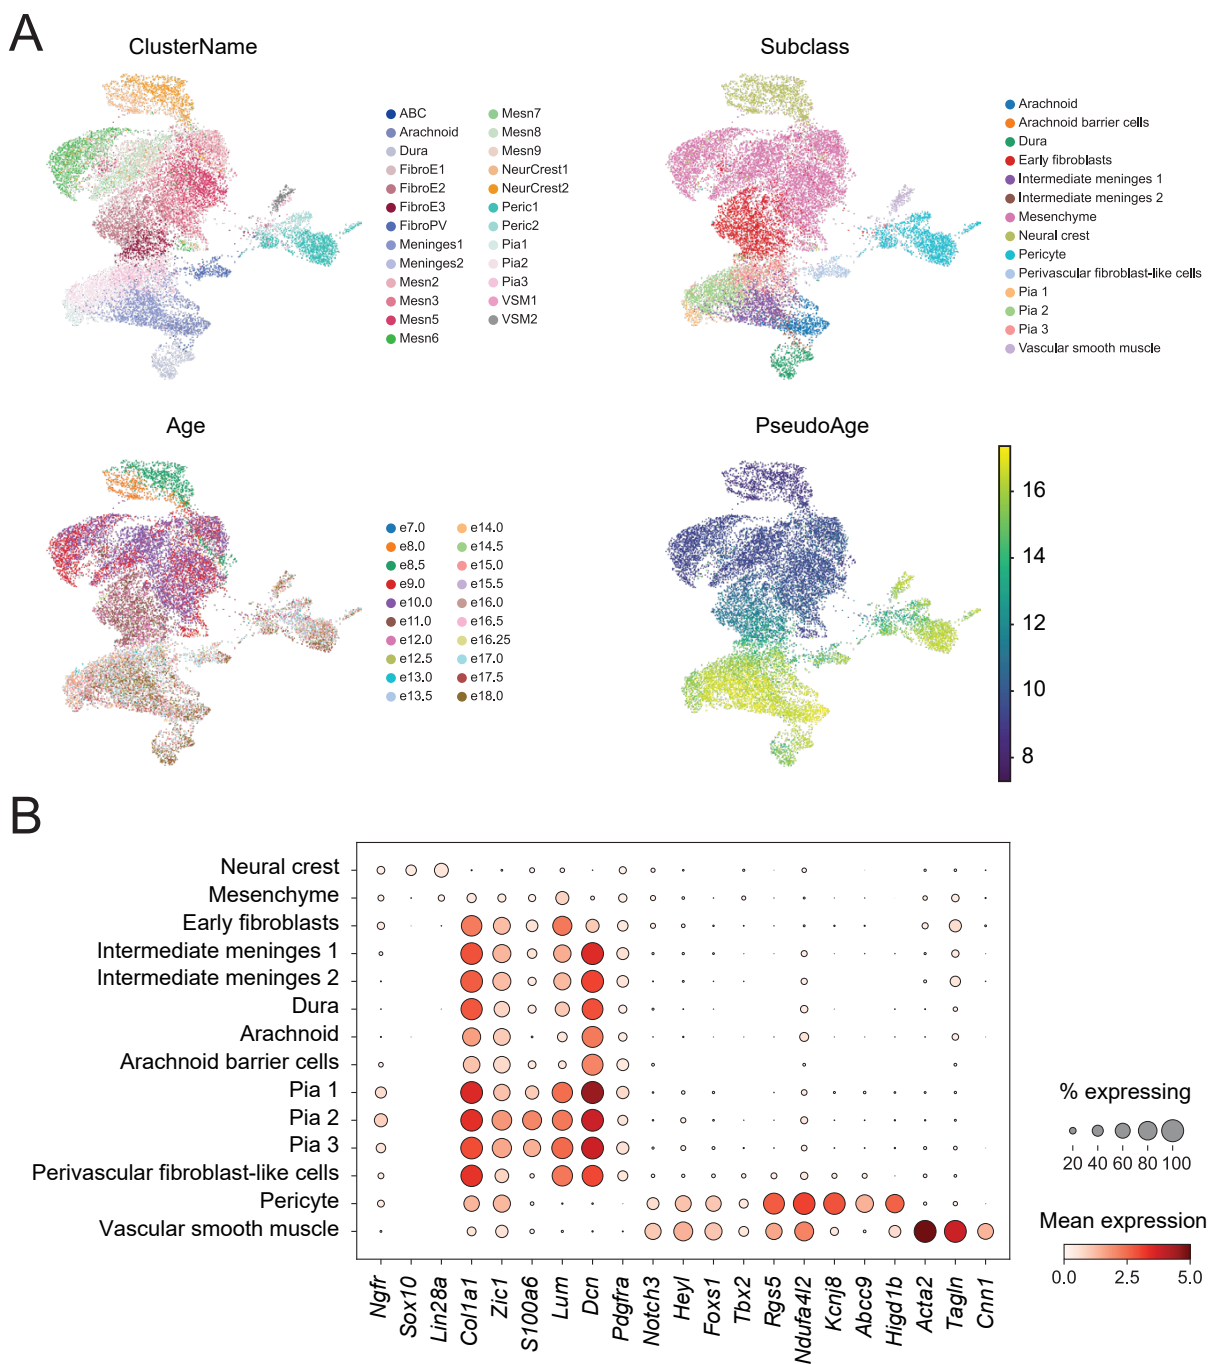 A
ClusterName
ABC
Arachnoid
Dura
FibroE1
FibroE2
FibroE3
FibroPV
Meninges1
Meninges2
Mesn2
Mesn3
Mesn5
Mesn6
Mesn7
Mesn8
Mesn9
NeurCrest1
NeurCrest2
Peric1
Peric2
Pia1
Pia2
Pia3
VSM1
VSM2
Subclass
Arachnoid
Arachnoid barrier cells
Dura
Early fibroblasts
Intermediate meninges 1
Intermediate meninges 2
Mesenchyme
Neural crest
Pericyte
Perivascular fibroblast-like cells
Pia 1
Pia 2
Pia 3
Vascular smooth muscle
Age
e7.0
e8.0
e8.5
e9.0
e10.0
e11.0
e12.0
e12.5
e13.0
e13.5
e14.0
e14.5
e15.0
e15.5
e16.0
e16.5
e16.25
e17.0
e17.5
e18.0
PseudoAge
16
14
12
10
8
B
Neural crest
Mesenchyme
Early fibroblasts
Intermediate meninges 1
Intermediate meninges 2
Dura
Arachnoid
Arachnoid barrier cells
Pia 1
Pia 2
Pia 3
Perivascular fibroblast-like cells
Pericyte
Vascular smooth muscle
Ngfr
Sox10
Lin28a
Col1a1
Zic1
S100a6
Lum
Dcn
Pdgfra
Notch3
Heyl
Foxs1
Tbx2
Rgs5
Ndufa4l2
Kcnj8
Abcc9
Higd1b
Acta2
Tagln
Cnn1
% expressing
20 40 60 80 100
Mean expression
0.0 2.5 5.0